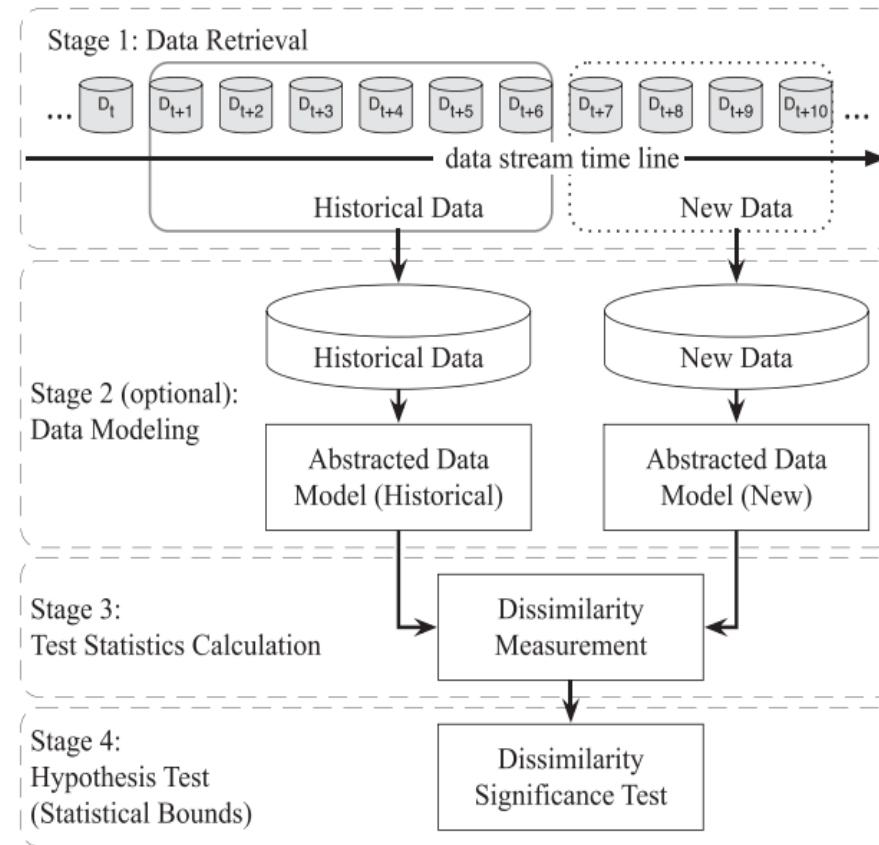 Stage 1: Data Retrieval
... Dt Dt+1 Dt+2 Dt+3 Dt+4 Dt+5 Dt+6 Dt+7 Dt+8 Dt+9 Dt+10 ...
data stream time line
Historical Data
New Data
Historical Data
New Data
Stage 2 (optional):
Data Modeling
Abstracted Data
Model (Historical)
Abstracted Data
Model (New)
Stage 3:
Test Statistics Calculation
Dissimilarity
Measurement
Stage 4:
Hypothesis Test
(Statistical Bounds)
Dissimilarity
Significance Test